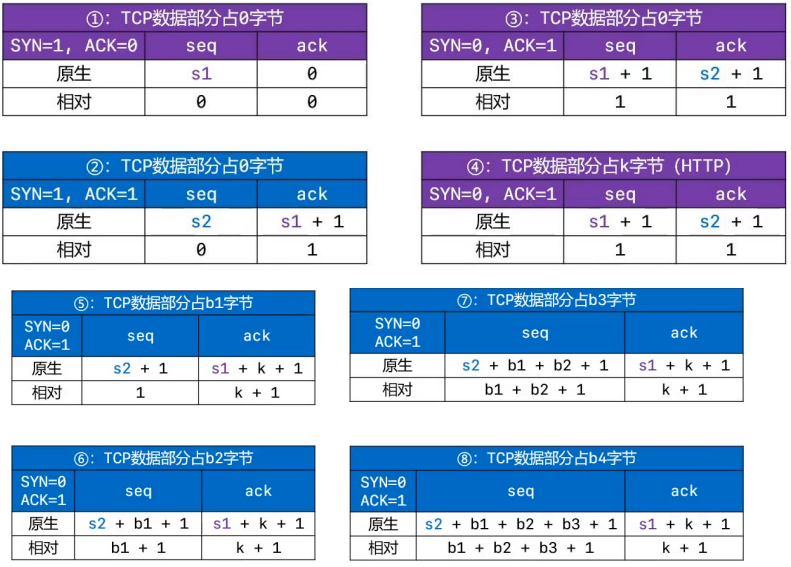 ①: TCP数据部分占0字节
SYN=1, ACK=0 seq ack
原生 s1 0
相对 0 0
③: TCP数据部分占0字节
SYN=0, ACK=1 seq ack
原生 s1 + 1 s2 + 1
相对 1 1
②: TCP数据部分占0字节
SYN=1, ACK=1 seq ack
原生 s2 s1 + 1
相对 0 1
④: TCP数据部分占k字节 (HTTP)
SYN=0, ACK=1 seq ack
原生 s1 + 1 s2 + 1
相对 1 1
⑤: TCP数据部分占b1字节
SYN=0
ACK=1 seq ack
原生 s2 + 1 s1 + k + 1
相对 1 k + 1
⑦: TCP数据部分占b3字节
SYN=0
ACK=1 seq ack
原生 s2 + b1 + b2 + 1 s1 + k + 1
相对 b1 + b2 + 1 k + 1
⑥: TCP数据部分占b2字节
SYN=0
ACK=1 seq ack
原生 s2 + b1 + 1 s1 + k + 1
相对 b1 + 1 k + 1
⑧: TCP数据部分占b4字节
SYN=0
ACK=1 seq ack
原生 s2 + b1 + b2 + b3 + 1 s1 + k + 1
相对 b1 + b2 + b3 + 1 k + 1